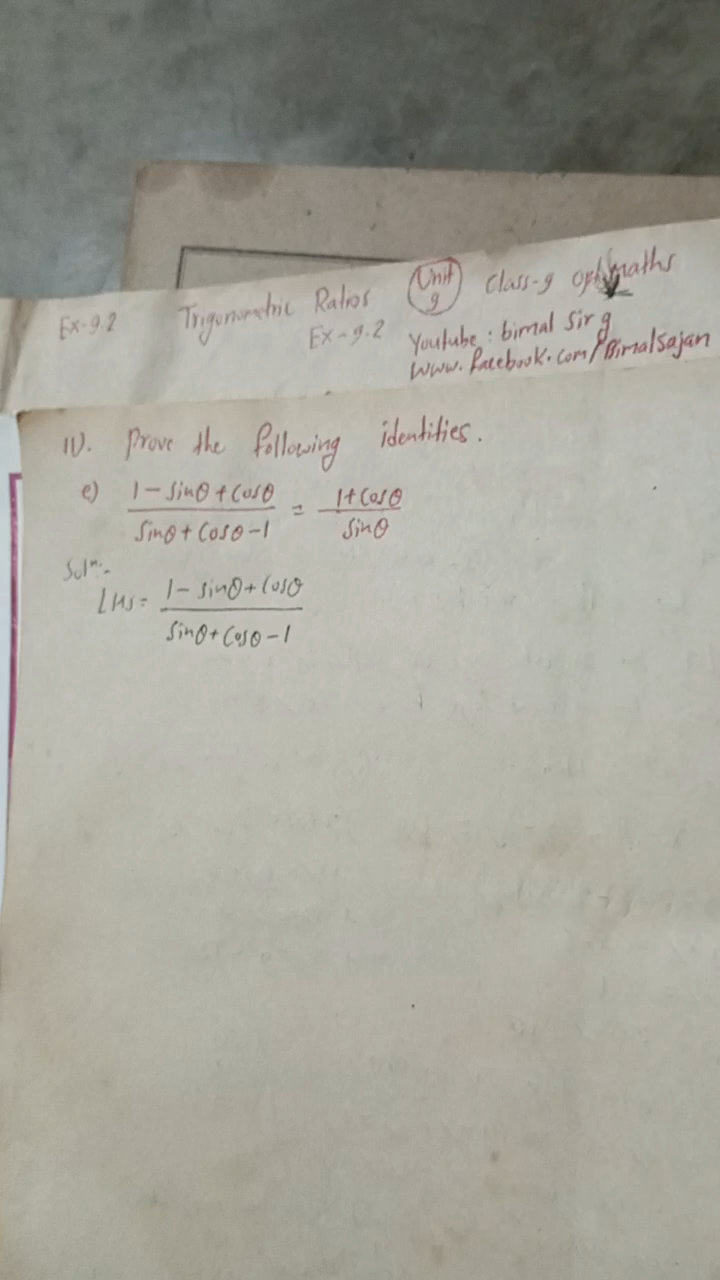 Ex-9.2 Trigonometric Ratios Unit 9 Class-9 opt maths
Ex-9.2 Youtube: bimal Sir g
www.facebook.com/Bimalsajan
IV. Prove the following identities.
e) (1-Sinθ+Cosθ)/(Sinθ+Cosθ-1) = (1+Cosθ)/(Sinθ)
Solⁿ:-
LHS = (1-sinθ+Cosθ)/(Sinθ+Cosθ-1)